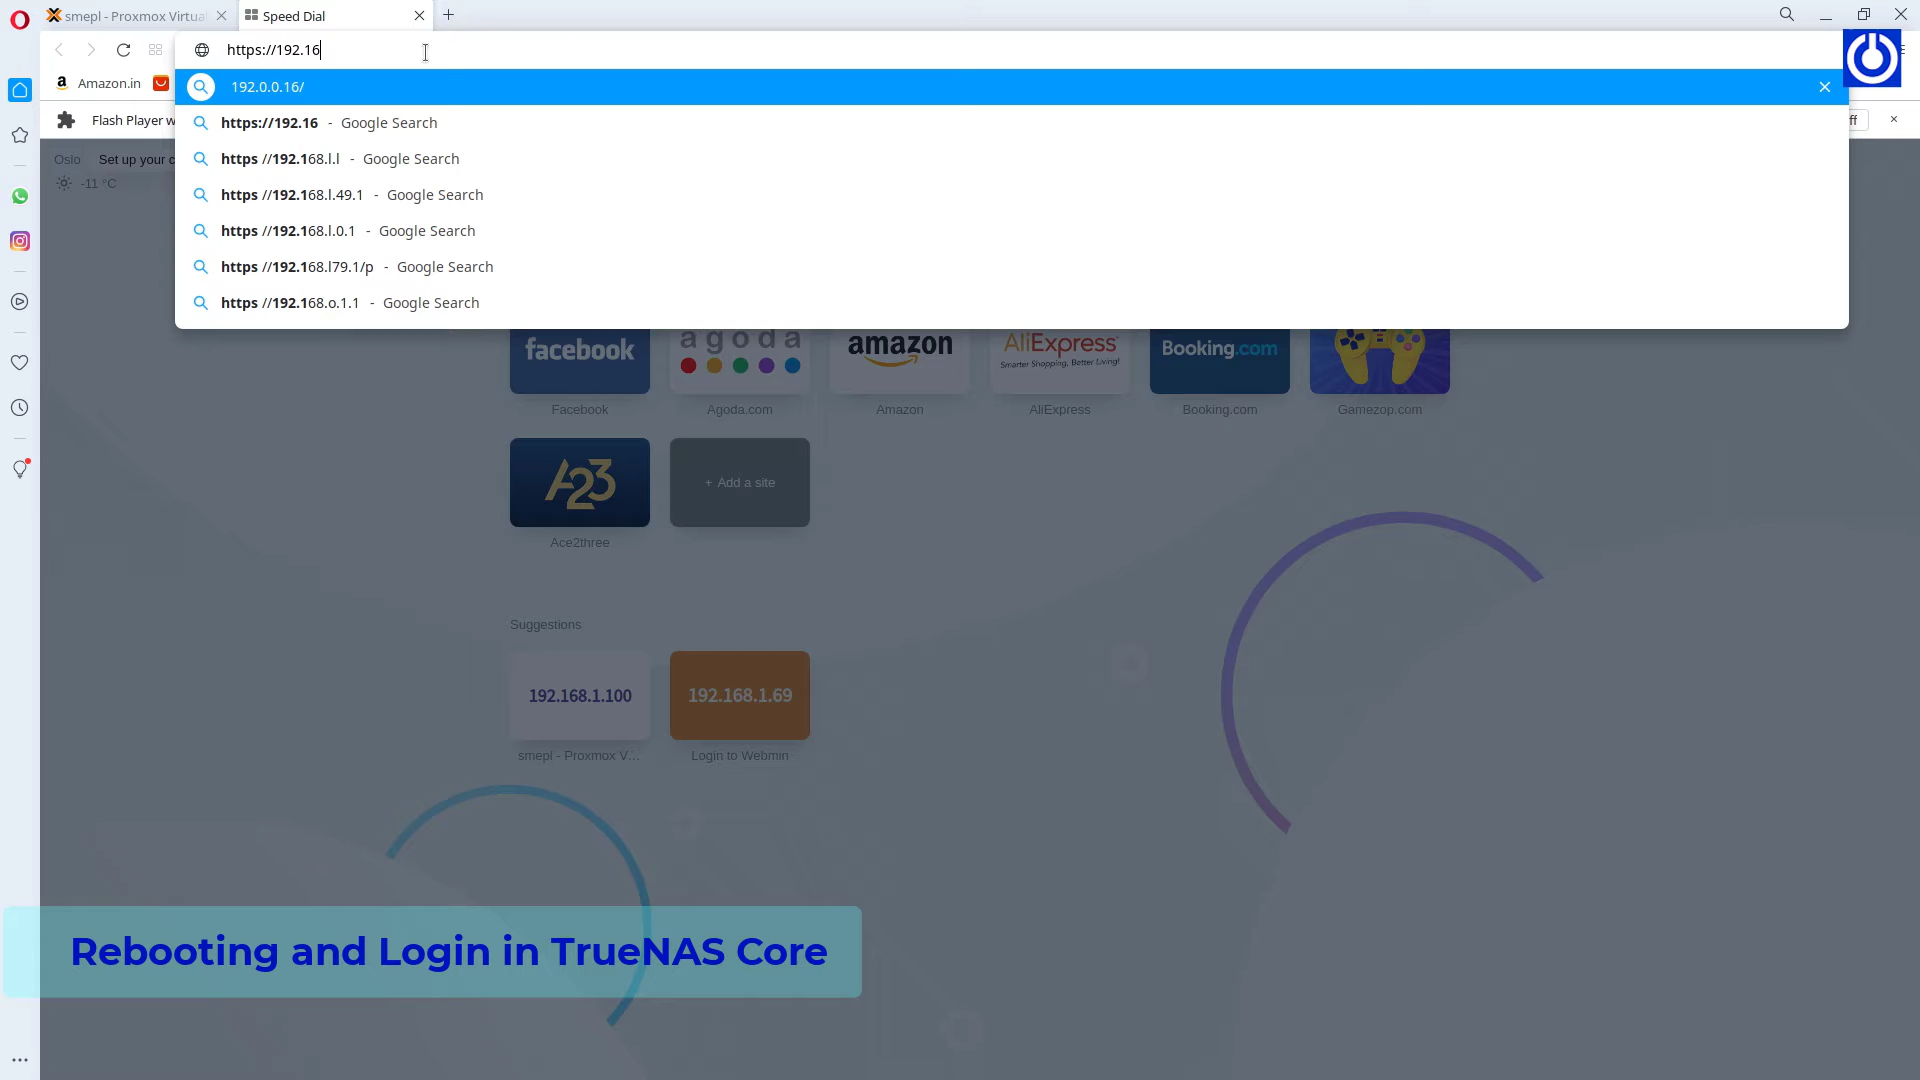 smepl - Proxmox Virtua
Speed Dial
https://192.16
Amazon.in
192.0.0.16/
Flash Player w
ff
https://192.16 - Google Search
https //192.168.l.l - Google Search
https //192.168.l.49.1 - Google Search
https //192.168.l.0.1 - Google Search
https //192.168.l79.1/p - Google Search
https //192.168.o.1.1 - Google Search
Oslo
Set up your c
-11 °C
facebook
agoda
amazon
AliExpress
Smarter Shopping, Better Living!
Booking.com
Facebook
Agoda.com
Amazon
AliExpress
Booking.com
Gamezop.com
A23
+ Add a site
Ace2three
Suggestions
192.168.1.100
192.168.1.69
smepl - Proxmox V...
Login to Webmin
Rebooting and Login in TrueNAS Core